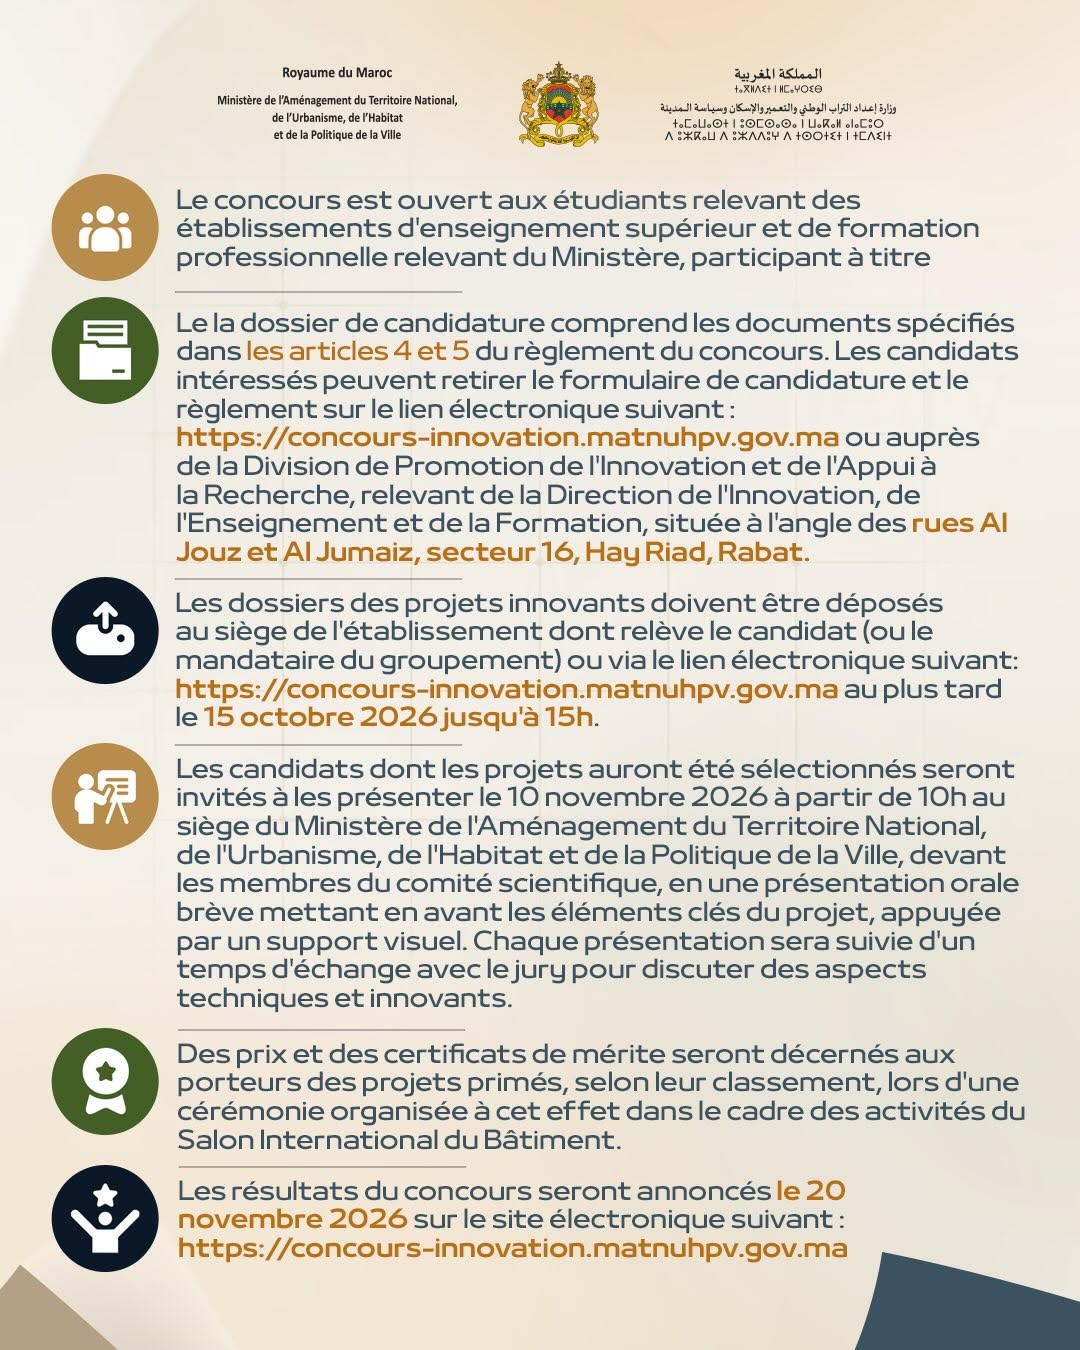 Royaume du Maroc
Ministère de l'Aménagement du Territoire National,
de l'Urbanisme, de l'Habitat
et de la Politique de la Ville
المملكة المغربية
ⵜⴰⴳⵍⴷⵉⵜ ⵏ ⵍⵎⵖⵔⵉⴱ
وزارة إعداد التراب الوطني والتعمير والإسكان وسياسة المدينة
Le concours est ouvert aux étudiants relevant des
établissements d'enseignement supérieur et de formation
professionnelle relevant du Ministère, participant à titre
Le la dossier de candidature comprend les documents spécifiés
dans les articles 4 et 5 du règlement du concours. Les candidats
intéressés peuvent retirer le formulaire de candidature et le
règlement sur le lien électronique suivant :
https://concours-innovation.matnuhpv.gov.ma ou auprès
de la Division de Promotion de l'Innovation et de l'Appui à
la Recherche, relevant de la Direction de l'Innovation, de
l'Enseignement et de la Formation, située à l'angle des rues Al
Jouz et Al Jumaiz, secteur 16, Hay Riad, Rabat.
Les dossiers des projets innovants doivent être déposés
au siège de l'établissement dont relève le candidat (ou le
mandataire du groupement) ou via le lien électronique suivant:
https://concours-innovation.matnuhpv.gov.ma au plus tard
le 15 octobre 2026 jusqu'à 15h.
Les candidats dont les projets auront été sélectionnés seront
invités à les présenter le 10 novembre 2026 à partir de 10h au
siège du Ministère de l'Aménagement du Territoire National,
de l'Urbanisme, de l'Habitat et de la Politique de la Ville, devant
les membres du comité scientifique, en une présentation orale
brève mettant en avant les éléments clés du projet, appuyée
par un support visuel. Chaque présentation sera suivie d'un
temps d'échange avec le jury pour discuter des aspects
techniques et innovants.
Des prix et des certificats de mérite seront décernés aux
porteurs des projets primés, selon leur classement, lors d'une
cérémonie organisée à cet effet dans le cadre des activités du
Salon International du Bâtiment.
Les résultats du concours seront annoncés le 20
novembre 2026 sur le site électronique suivant :
https://concours-innovation.matnuhpv.gov.ma